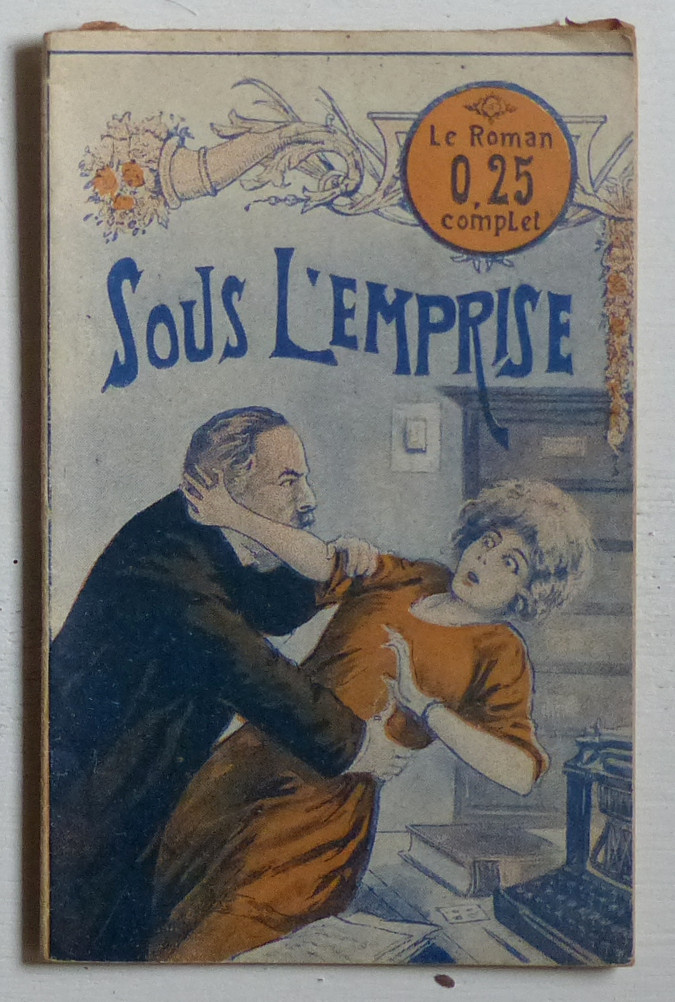 Le Roman
0,25
complet
SOUS L'EMPRISE